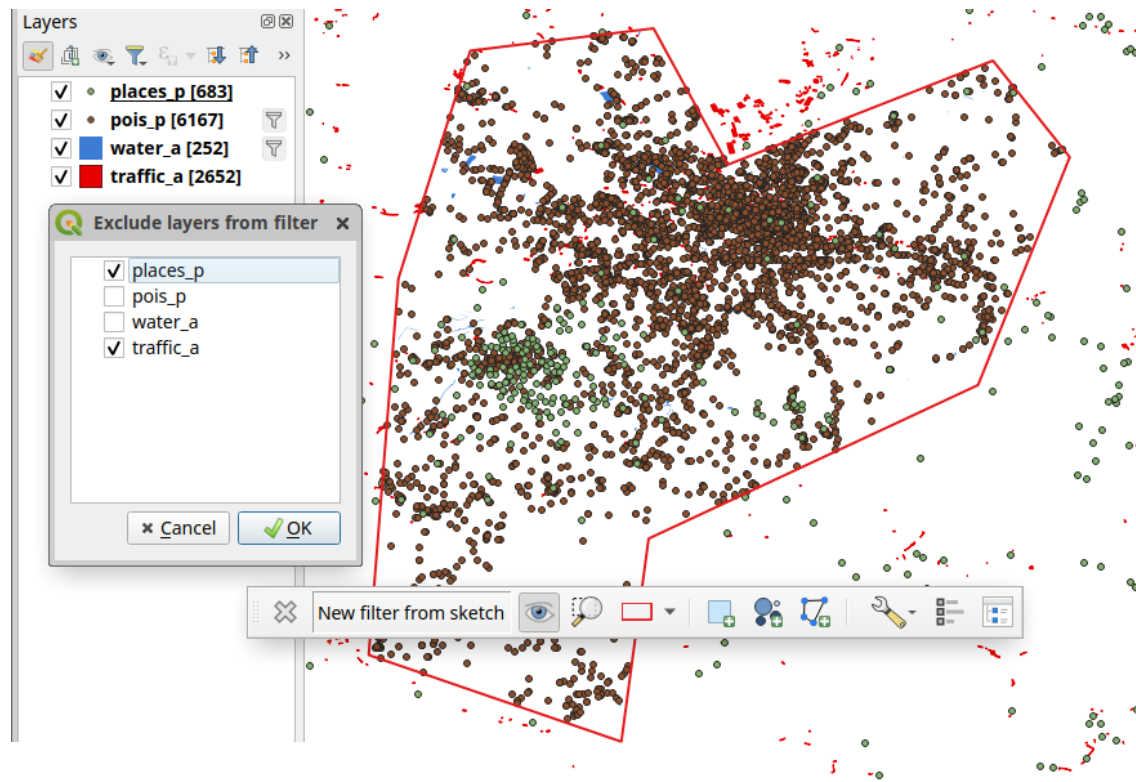 Layers
places_p [683]
pois_p [6167]
water_a [252]
traffic_a [2652]
Exclude layers from filter
places_p
pois_p
water_a
traffic_a
Cancel
OK
New filter from sketch